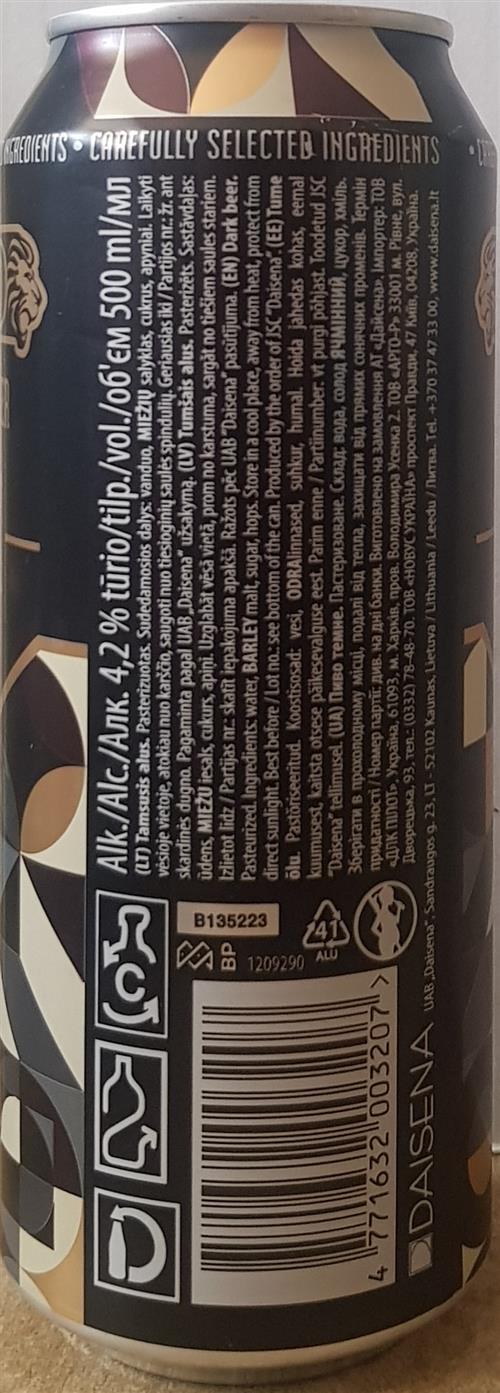 INGREDIENTS • CAREFULLY SELECTED INGREDIENTS •
Alk./Alc./Алк. 4,2 % tūrio/tilp./vol./об'єм 500 ml/мл
(LT) Tamsusis alus. Pasterizuotas. Sudedamosios dalys: vanduo, MIEŽIŲ salyklas, cukrus, apyniai. Laikyti
vėsioje vietoje, atokiau nuo karščio, saugoti nuo tiesioginių saulės spindulių. Geriausias iki / Partijos nr.: žr. ant
skardinės dugno. Pagaminta pagal UAB „Daisena" užsakymą. (LV) Tumšais alus. Pasterizēts. Sastāvdaļas:
ūdens, MIEŽU iesals, cukurs, apiņi. Uzglabāt vēsā vietā, prom no karstuma, sargāt no tiešiem saules stariem.
Izlietot līdz / Partijas nr.: skatīt iepakojuma apakšā. Ražots pēc UAB "Daisena" pasūtījuma. (EN) Dark beer.
Pasteurized. Ingredients: water, BARLEY malt, sugar, hops. Store in a cool place, away from heat, protect from
direct sunlight. Best before / Lot no.: see bottom of the can. Produced by the order of JSC "Daisena". (EE) Tume
õlu. Pastöriseeritud. Koostisosad: vesi, ODRAlinnased, suhkur, humal. Hoida jahedas kohas, eemal
kuumusest, kaitsta otsese päikesevalguse eest. Parim enne / Partiinumber: vt purgi põhjast. Toodetud JSC
"Daisena" tellimusel. (UA) Пиво темне. Пастеризоване. Склад: вода, солод ЯЧМІННИЙ, цукор, хміль.
Зберігати в прохолодному місці, подалі від тепла, захищати від прямих сонячних променів. Термін
придатності / Номер партії: див. на дні банки. Виготовлено на замовлення АТ «Дайсена». Імпортер: ТОВ
«ЦПК ПІЛОТ», Україна, 61093, м. Харків, пров. Володимира Усенка 2. ТОВ «АРГО-Р» 33001 м. Рівне, вул.
Дворецька, 93, тел.: (0332)178-48-70. ТОВ «НОВУС УКРАЇНА» проспект Правди, 47 Київ, 04208, Україна.
UAB „Daisena", Sandraugos g. 23, LT - 52102 Kaunas, Lietuva / Lithuania / Leedu / Литва. Tel. +370 37 47 33 00, www.daisena.lt
B135223
BP
1209290
41
ALU
4 771632 003207 >
DAISENA